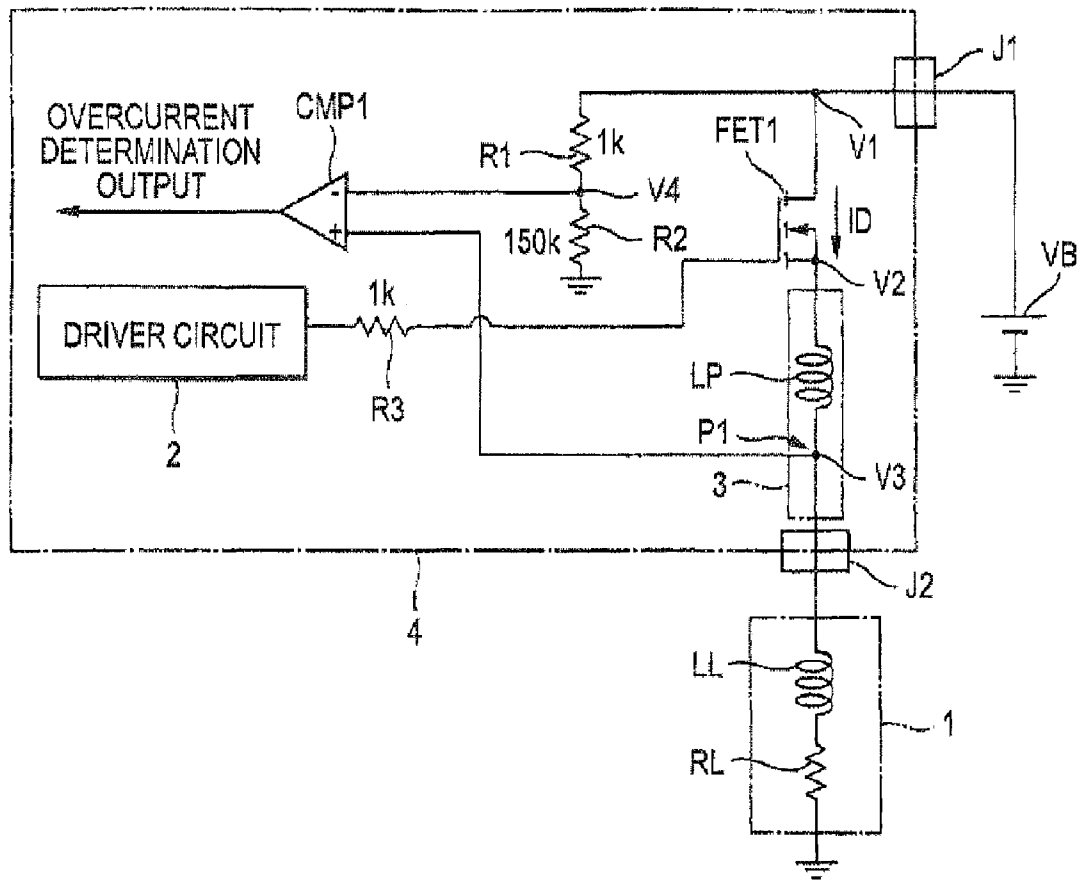 J1
CMP1
OVERCURRENT
DETERMINATION
OUTPUT
FET1
V1
R1
1k
-
V4
ID
+
150k
R2
V2
VB
1k
DRIVER CIRCUIT
LP
R3
P1
2
3
V3
J2
4
LL
1
RL